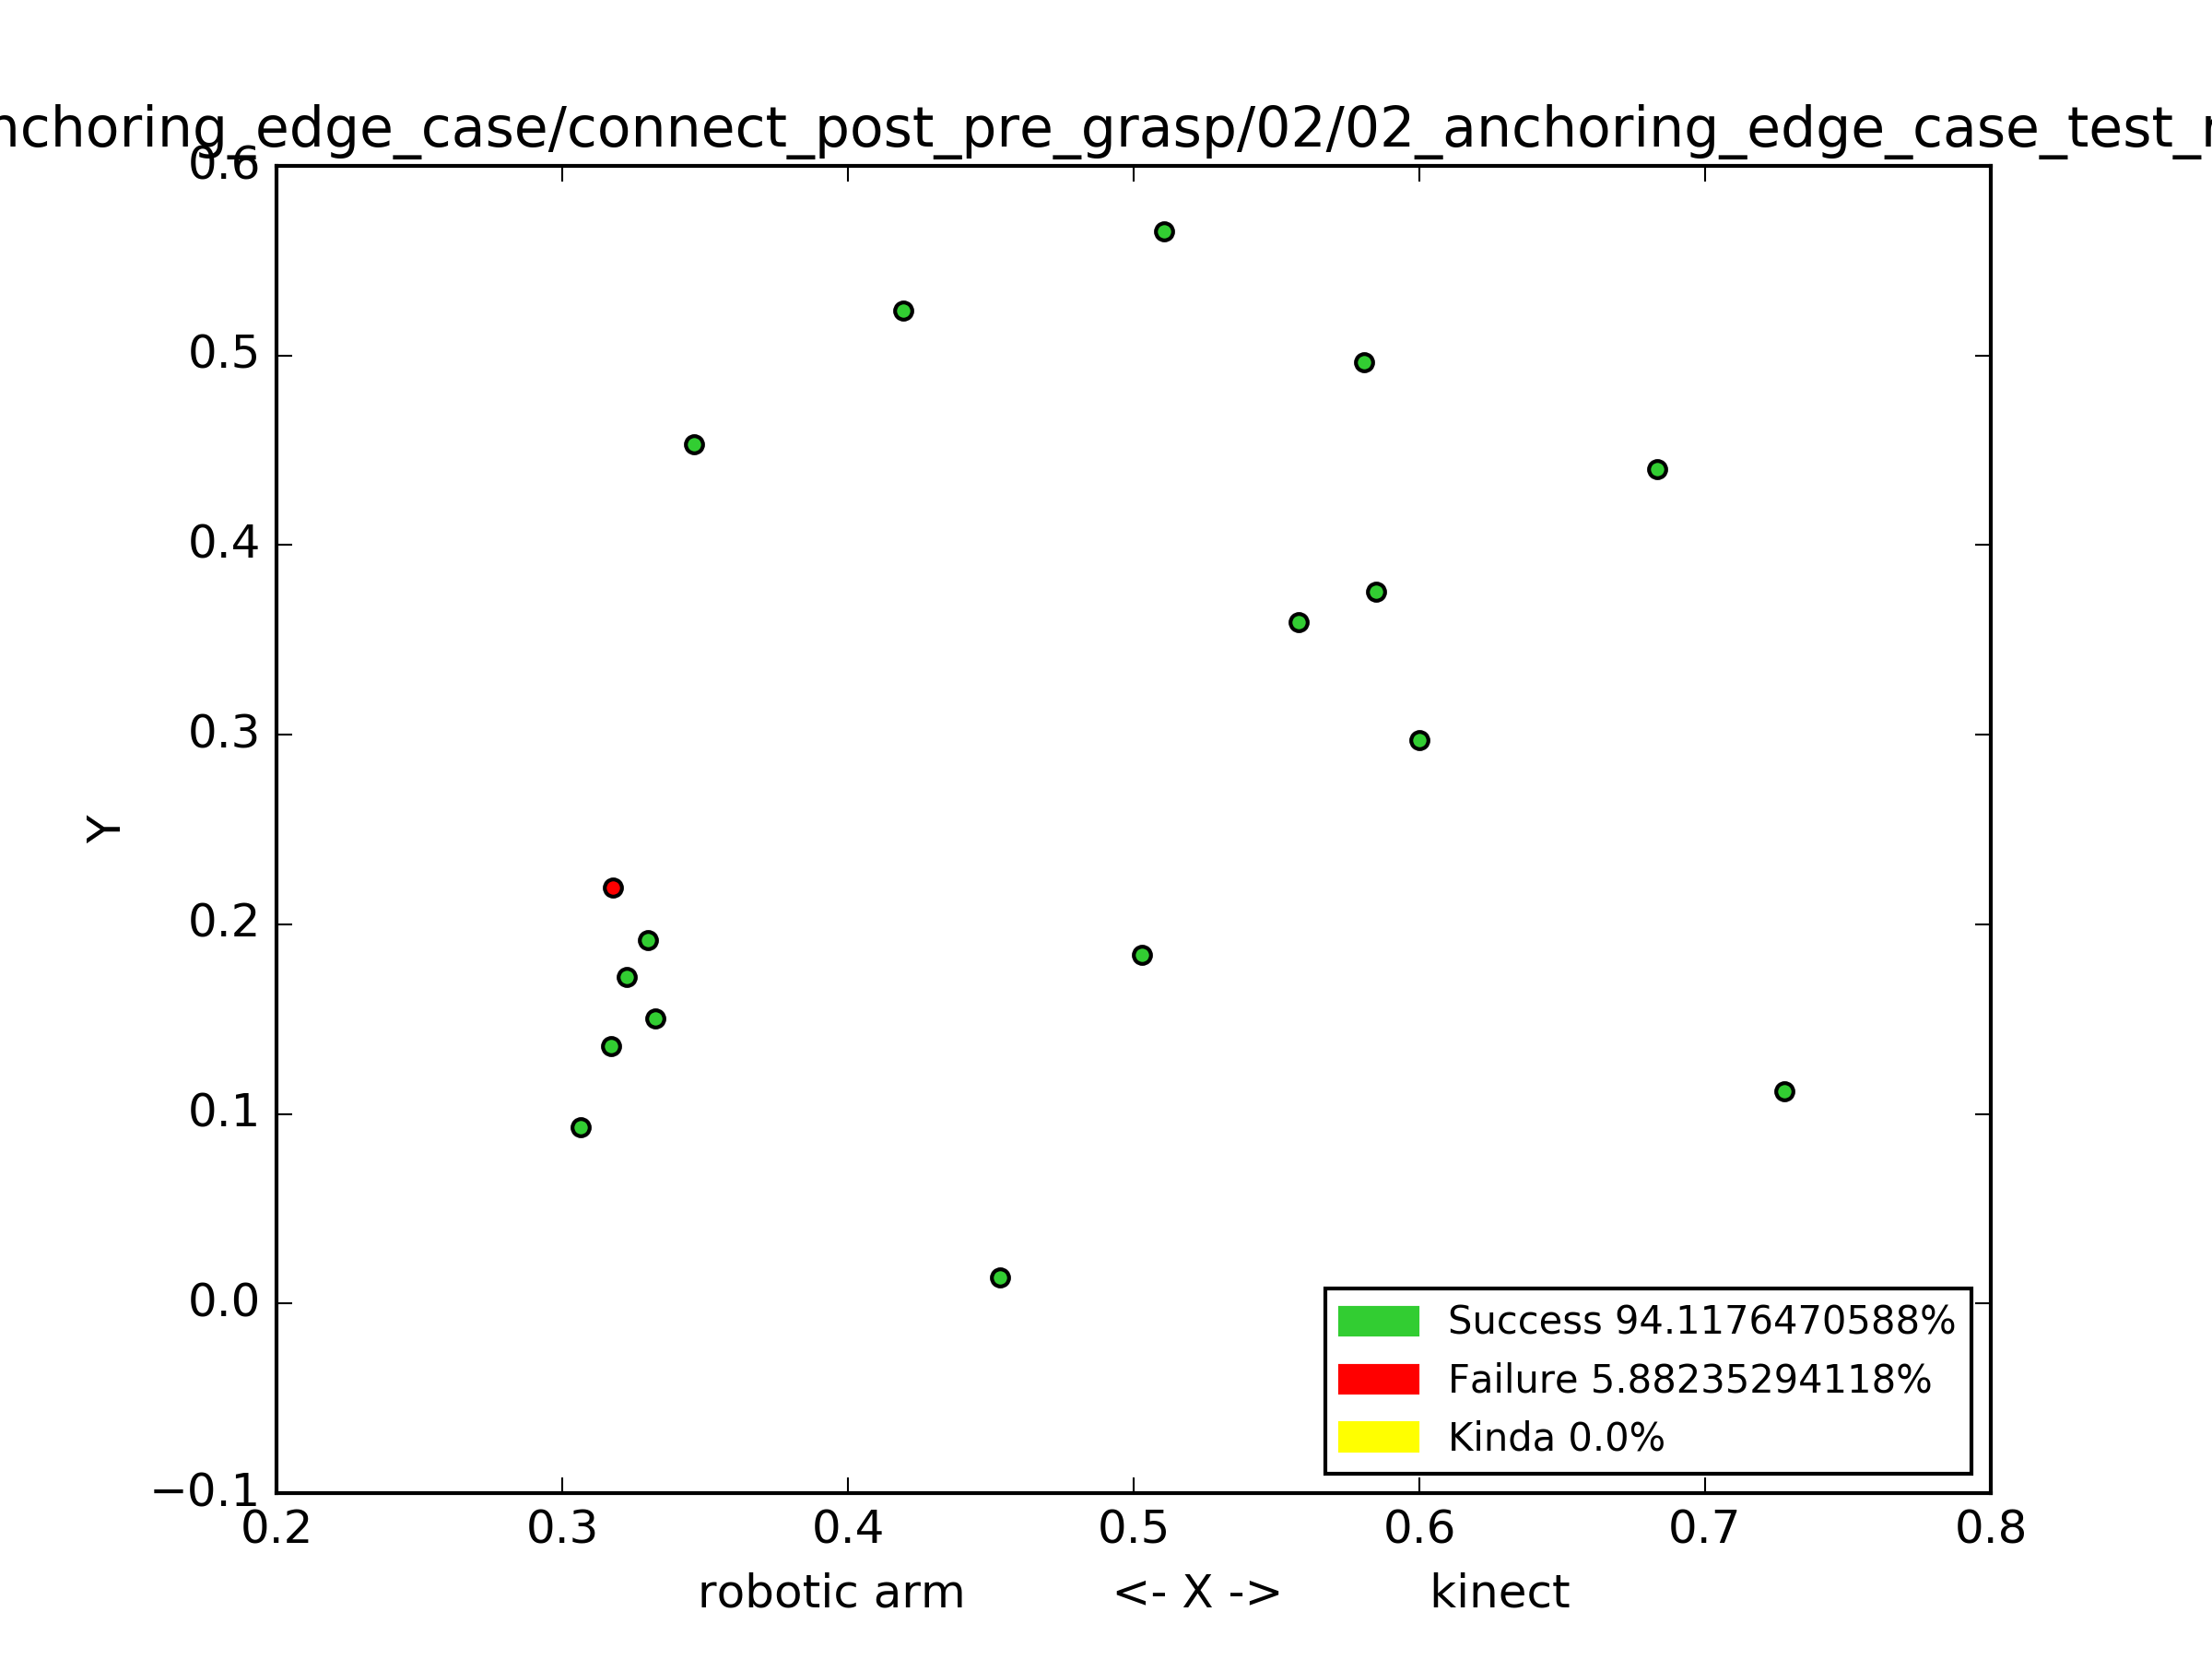 nchoring_edge_case/connect_post_pre_grasp/02/02_anchoring_edge_case_test_r
0.6
0.5
0.4
0.3
0.2
0.1
0.0
−0.1
Y
Success 94.1176470588%
Failure 5.88235294118%
Kinda 0.0%
0.2 0.3 0.4 0.5 0.6 0.7 0.8
robotic arm <- X -> kinect